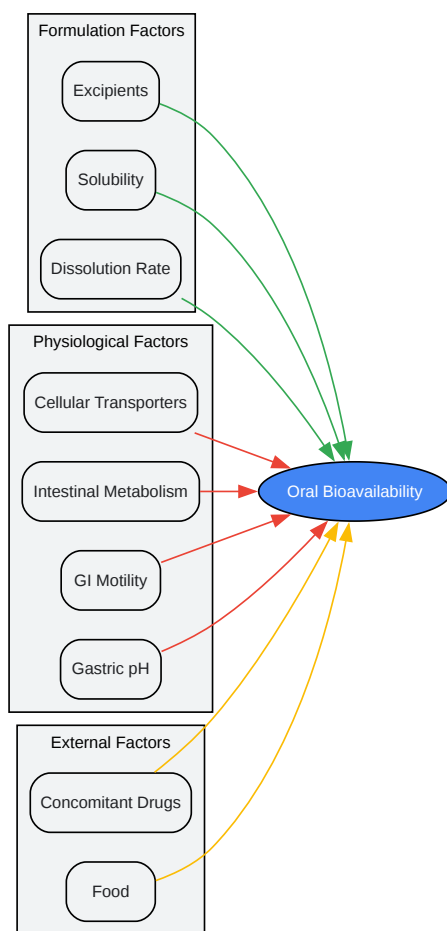 Formulation Factors
Excipients
Solubility
Dissolution Rate
Physiological Factors
Cellular Transporters
Intestinal Metabolism
Oral Bioavailability
GI Motility
Gastric pH
External Factors
Concomitant Drugs
Food